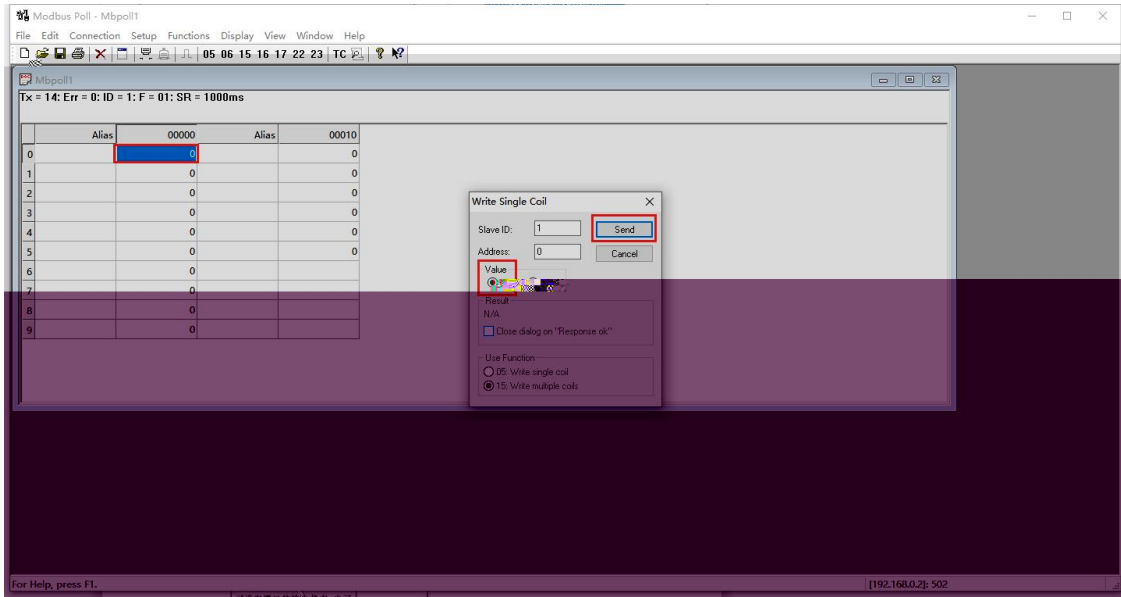 Modbus Poll - Mbpoll1
File Edit Connection Setup Functions Display View Window Help
05 06 15 16 17 22 23 TC
Mbpoll1
Tx = 14: Err = 0: ID = 1: F = 01: SR = 1000ms
Alias 00000 Alias 00010
0 0 0
1 0 0
2 0 0
3 0 0
4 0 0
5 0 0
6 0
7 0
8 0
9 0
Write Single Coil
Slave ID: 1 Send
Address: 0 Cancel
Value
Result
N/A
Close dialog on "Response ok"
Use Function
05: Write single coil
15: Write multiple coils
For Help, press F1. [192.168.0.2]: 502